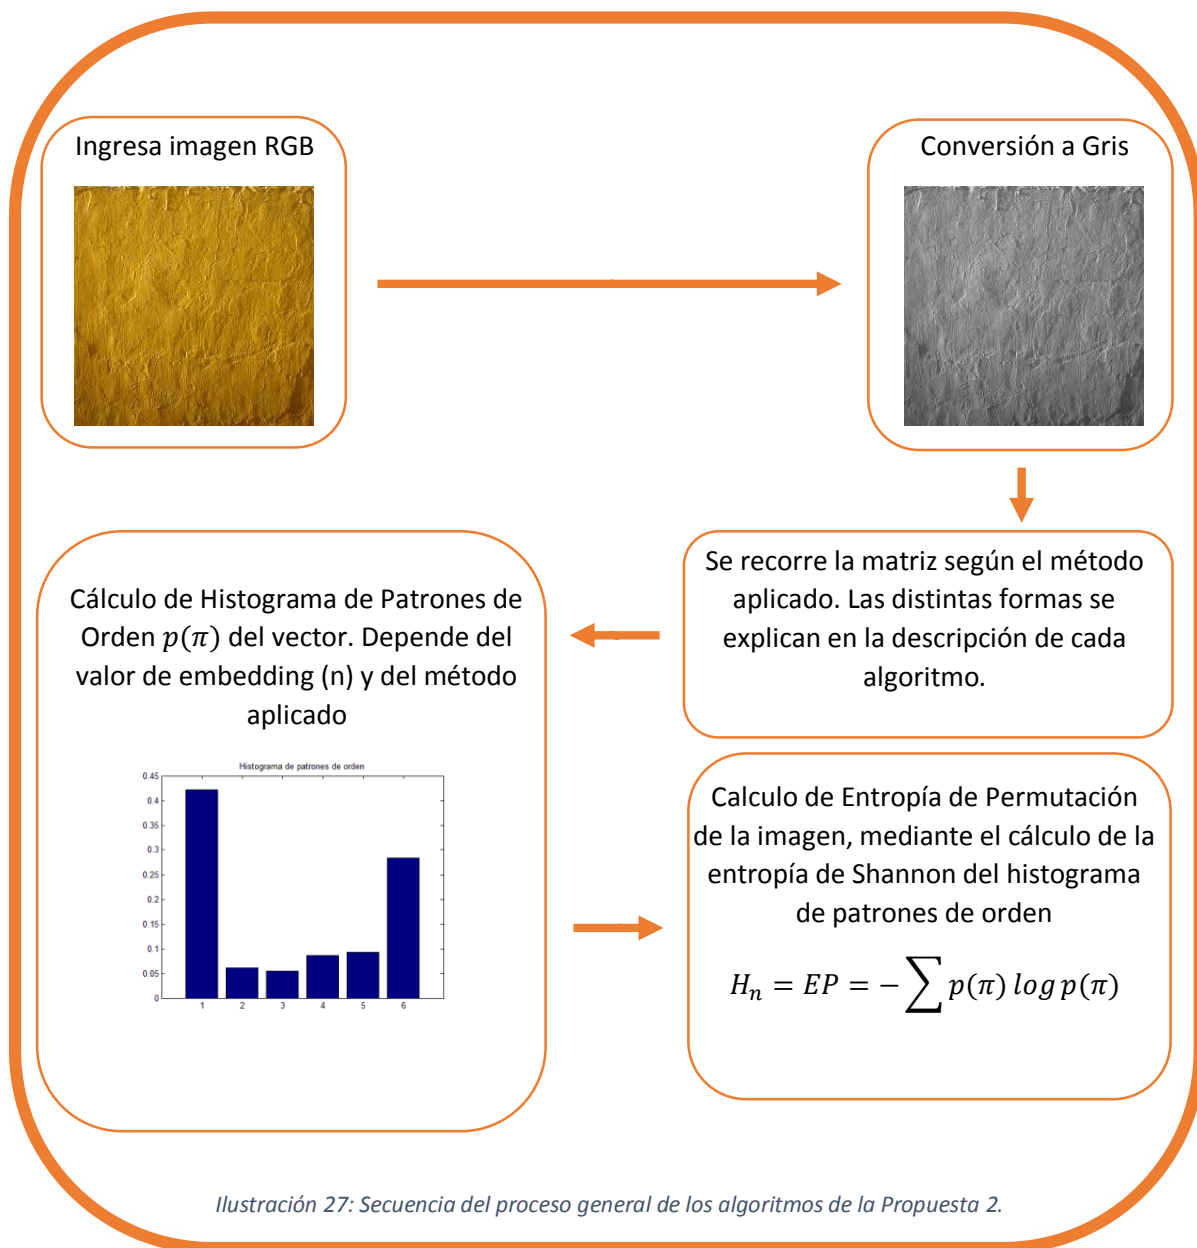 Ingresa imagen RGB
Conversión a Gris
Se recorre la matriz según el método
aplicado. Las distintas formas se
explican en la descripción de cada
algoritmo.
Cálculo de Histograma de Patrones de
Orden p(π) del vector. Depende del
valor de embedding (n) y del método
aplicado
Histograma de patrones de orden
0.45
0.4
0.35
0.3
0.25
0.2
0.15
0.1
0.05
0
1 2 3 4 5 6
Calculo de Entropía de Permutación
de la imagen, mediante el cálculo de la
entropía de Shannon del histograma
de patrones de orden
Hₙ = EP = − ∑ p(π) log p(π)
Ilustración 27: Secuencia del proceso general de los algoritmos de la Propuesta 2.